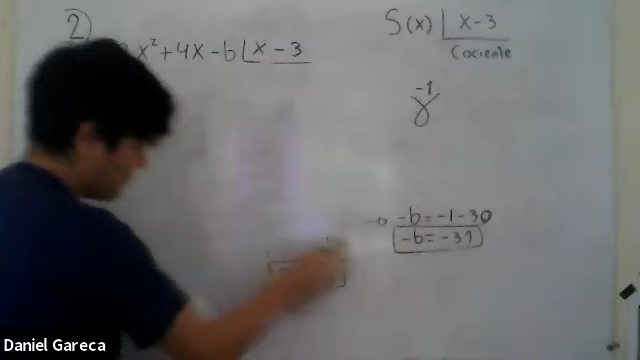 2)
x² + 4x - b | x - 3
S(x) | x - 3
Cociente
-1
-b = -1 - 30
-b = -31
Daniel Gareca